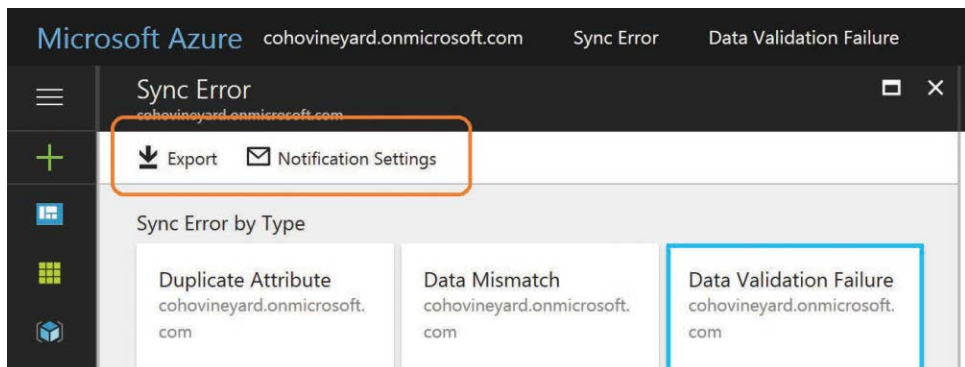 Microsoft Azure cohovineyard.onmicrosoft.com Sync Error Data Validation Failure
Sync Error
cohovineyard.onmicrosoft.com
Export Notification Settings
Sync Error by Type
Duplicate Attribute Data Mismatch Data Validation Failure
cohovineyard.onmicrosoft. cohovineyard.onmicrosoft. cohovineyard.onmicrosoft.
com com com